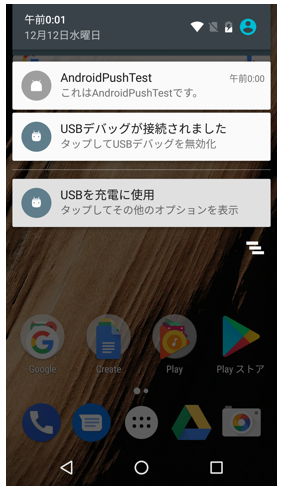 午前0:01
12月12日水曜日
AndroidPushTest
午前0:00
これはAndroidPushTestです。
USBデバッグが接続されました
タップしてUSBデバッグを無効化
USBを充電に使用
タップしてその他のオプションを表示
Google
Create
Play
Play ストア